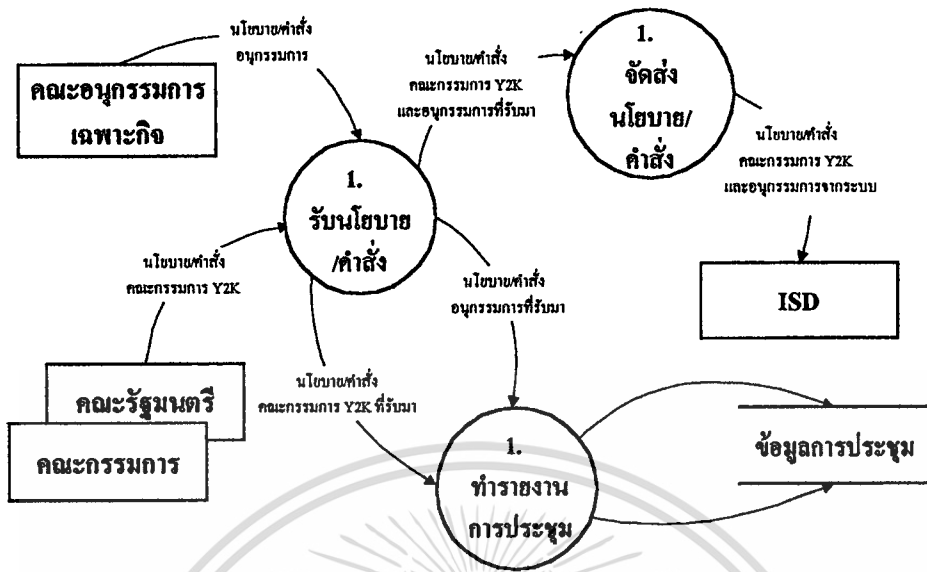 นโยบาย/คำสั่ง
อนุกรรมการ
คณะอนุกรรมการ
เฉพาะกิจ
นโยบาย/คำสั่ง
คณะกรรมการ Y2K
และอนุกรรมการที่รับมา
1.
จัดส่ง
นโยบาย/
คำสั่ง
นโยบาย/คำสั่ง
คณะกรรมการ Y2K
และอนุกรรมการจากระบบ
1.
รับนโยบาย
/คำสั่ง
นโยบาย/คำสั่ง
คณะกรรมการ Y2K
นโยบาย/คำสั่ง
อนุกรรมการที่รับมา
ISD
นโยบาย/คำสั่ง
คณะกรรมการ Y2K ที่รับมา
คณะรัฐมนตรี
คณะกรรมการ
1.
ทำรายงาน
การประชุม
ข้อมูลการประชุม